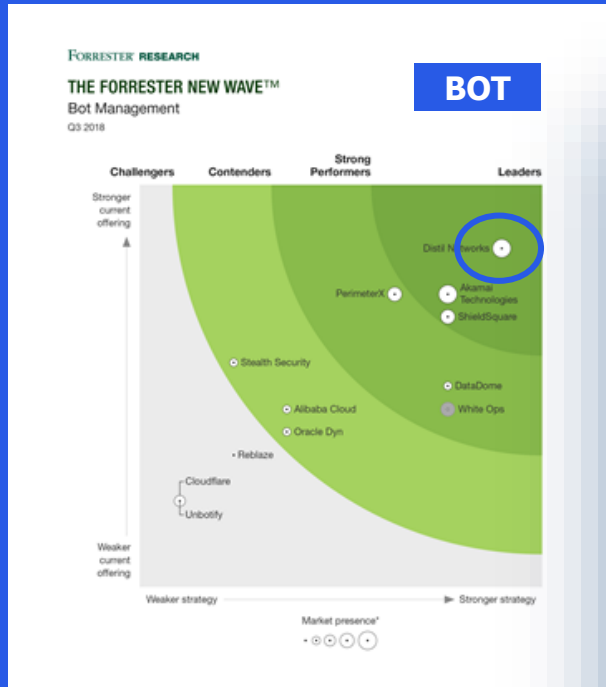 FORRESTER RESEARCH
THE FORRESTER NEW WAVE™
Bot Management
Q3 2018
BOT
Challengers
Contenders
Strong
Performers
Leaders
Stronger
current
offering
Distil Networks
PerimeterX
Akamai
Technologies
ShieldSquare
Stealth Security
DataDome
Alibaba Cloud
White Ops
Oracle Dyn
Reblaze
Cloudflare
Unbotify
Weaker
current
offering
Weaker strategy
Stronger strategy
Market presence*